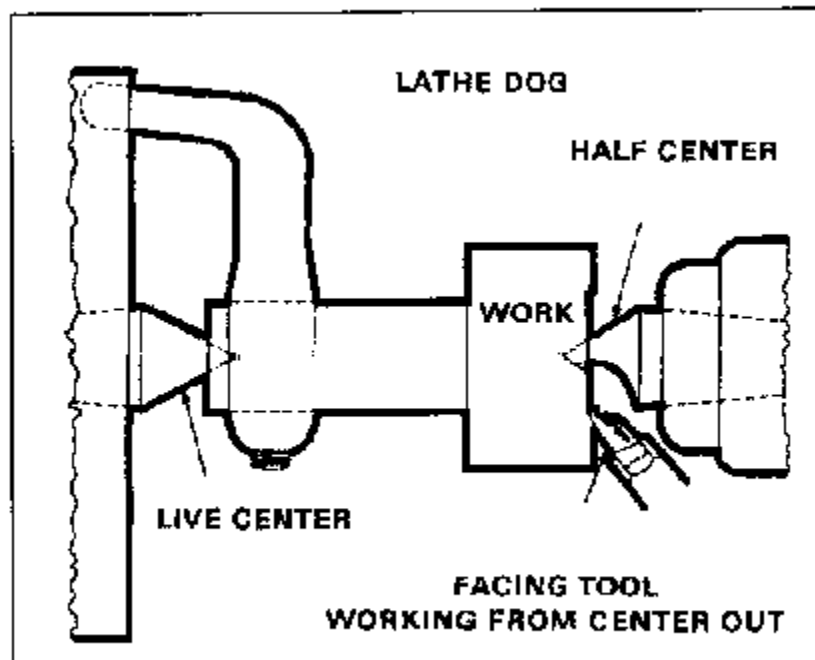 LATHE DOG
HALF CENTER
WORK
LIVE CENTER
FACING TOOL
WORKING FROM CENTER OUT